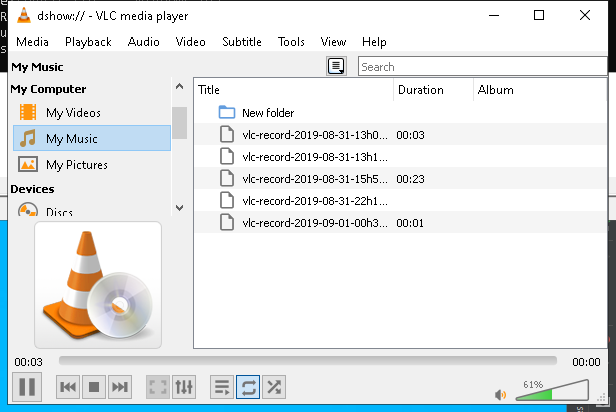 dshow:// - VLC media player
Media Playback Audio Video Subtitle Tools View Help
My Music
Search
My Computer
My Videos
My Music
My Pictures
Devices
Discs
Title Duration Album
New folder
vlc-record-2019-08-31-13h0... 00:03
vlc-record-2019-08-31-13h1...
vlc-record-2019-08-31-15h5... 00:23
vlc-record-2019-08-31-22h1...
vlc-record-2019-09-01-00h3... 00:01
00:03 00:00
61%